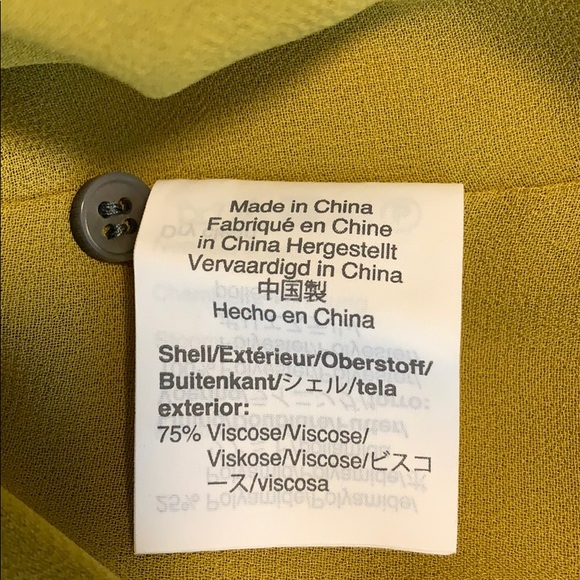 Made in China
Fabriqué en Chine
in China Hergestellt
Vervaardigd in China
中国製
Hecho en China
Shell/Extérieur/Oberstoff/
Buitenkant/シェル/tela
exterior:
75% Viscose/Viscose/
Viskose/Viscose/ビスコ
ース/viscosa